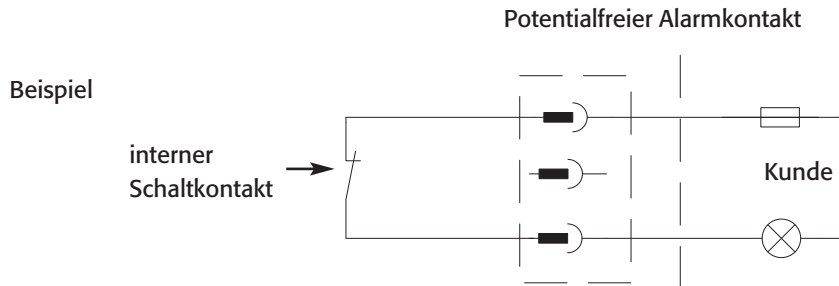 Potentialfreier Alarmkontakt
Beispiel
interner
Schaltkontakt
Kunde